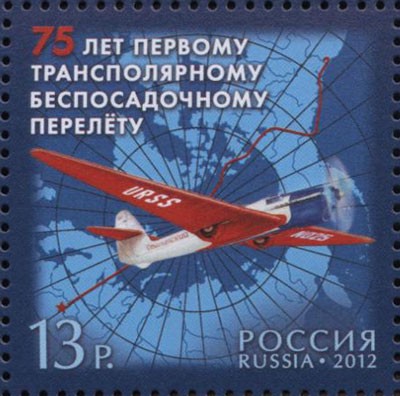 75 ЛЕТ ПЕРВОМУ
ТРАНСПОЛЯРНОМУ
БЕСПОСАДОЧНОМУ
ПЕРЕЛЁТУ
URSS
N025
13 Р.
РОССИЯ
RUSSIA • 2012